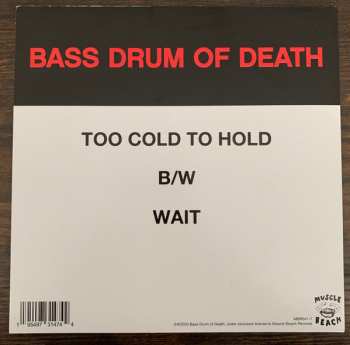 BASS DRUM OF DEATH
TOO COLD TO HOLD
B/W
WAIT
MUSCLE
BEACH